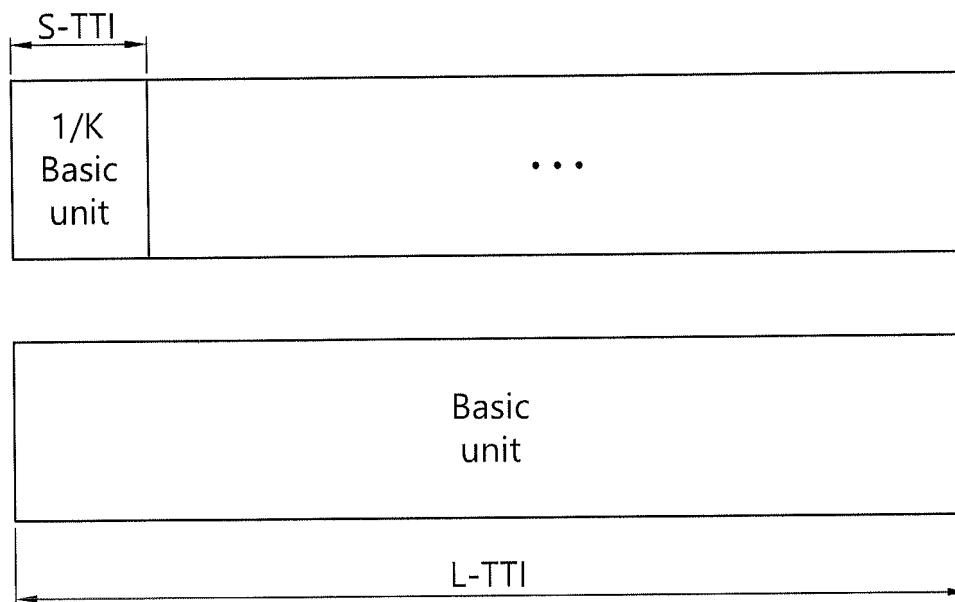 S-TTI
1/K
Basic
unit
• • •
Basic
unit
L-TTI